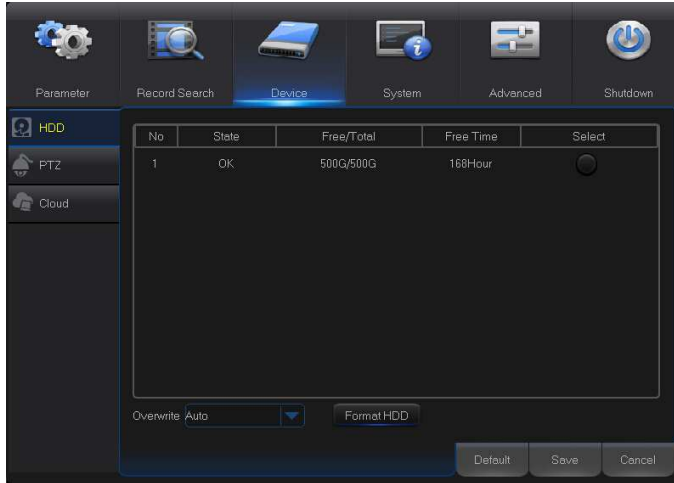 Parameter Record Search Device System Advanced Shutdown
HDD
PTZ
Cloud
No State Free/Total Free Time Select
1 OK 500G/500G 168Hour
Overwrite Auto Format HDD
Default Save Cancel